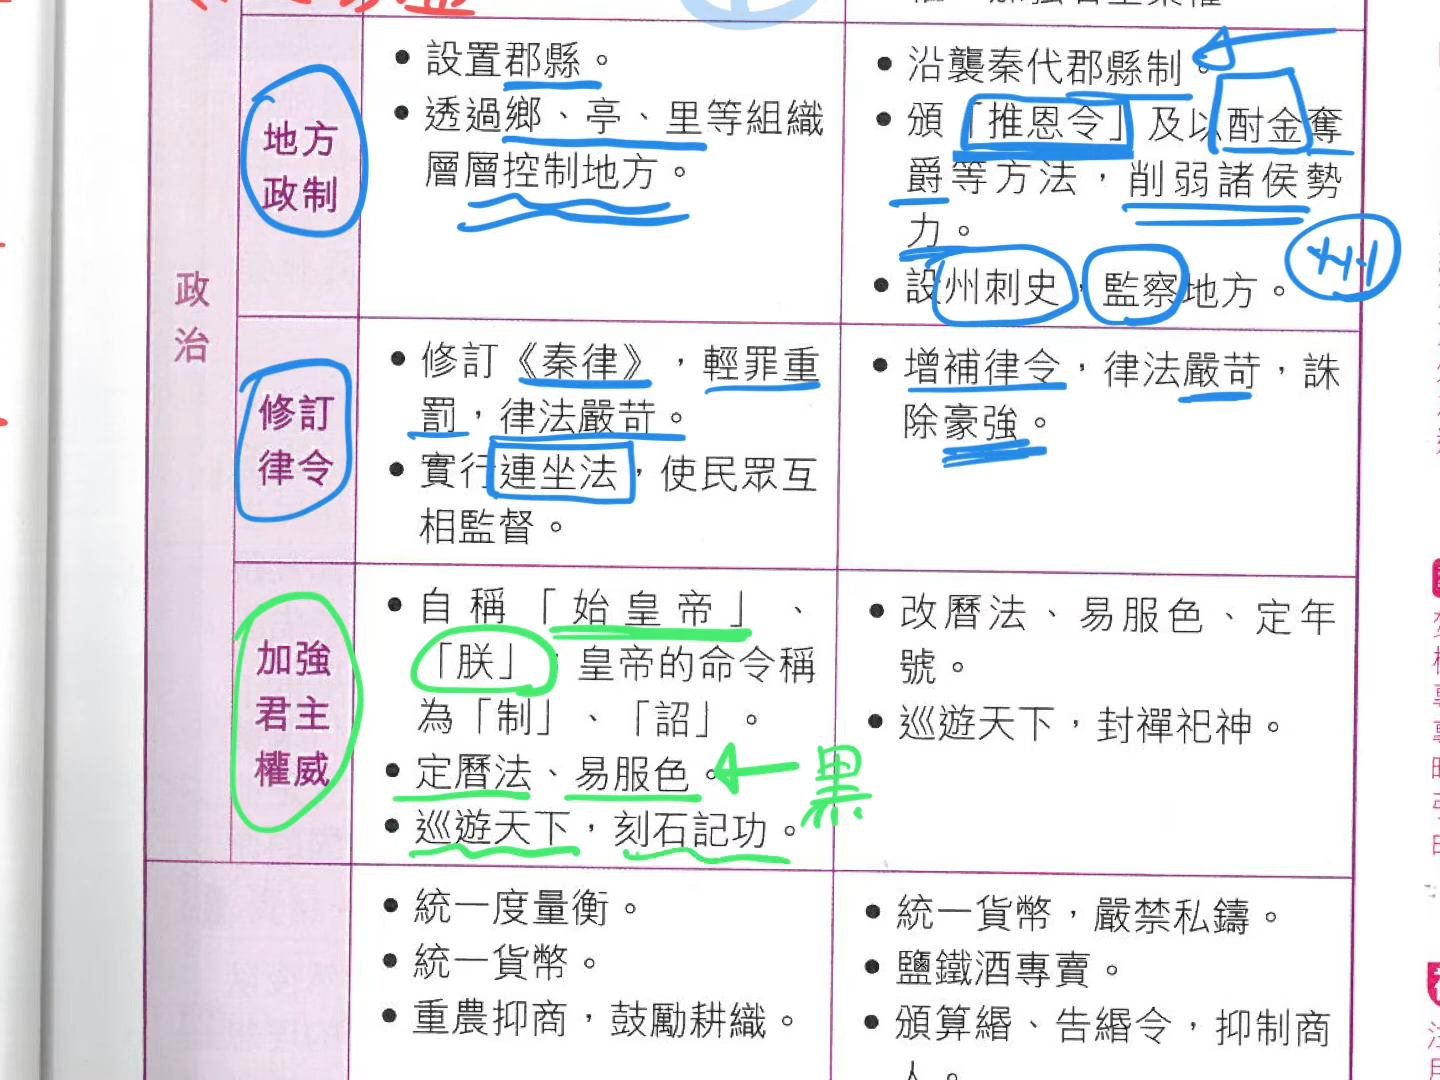 政
治
地方
政制
• 設置郡縣。
• 透過鄉、亭、里等組織
層層控制地方。
• 沿襲秦代郡縣制。
• 頒「推恩令」及以酎金奪
爵等方法，削弱諸侯勢
力。
• 設州刺史，監察地方。
修訂
律令
• 修訂《秦律》，輕罪重
罰，律法嚴苛。
• 實行連坐法，使民眾互
相監督。
• 增補律令，律法嚴苛，誅
除豪強。
加強
君主
權威
• 自稱「始皇帝」、
「朕」，皇帝的命令稱
為「制」、「詔」。
• 定曆法、易服色。
黑
• 巡遊天下，刻石記功。
• 改曆法、易服色、定年
號。
• 巡遊天下，封禪祀神。
• 統一度量衡。
• 統一貨幣。
• 重農抑商，鼓勵耕織。
• 統一貨幣，嚴禁私鑄。
• 鹽鐵酒專賣。
• 頒算緡、告緡令，抑制商
人。